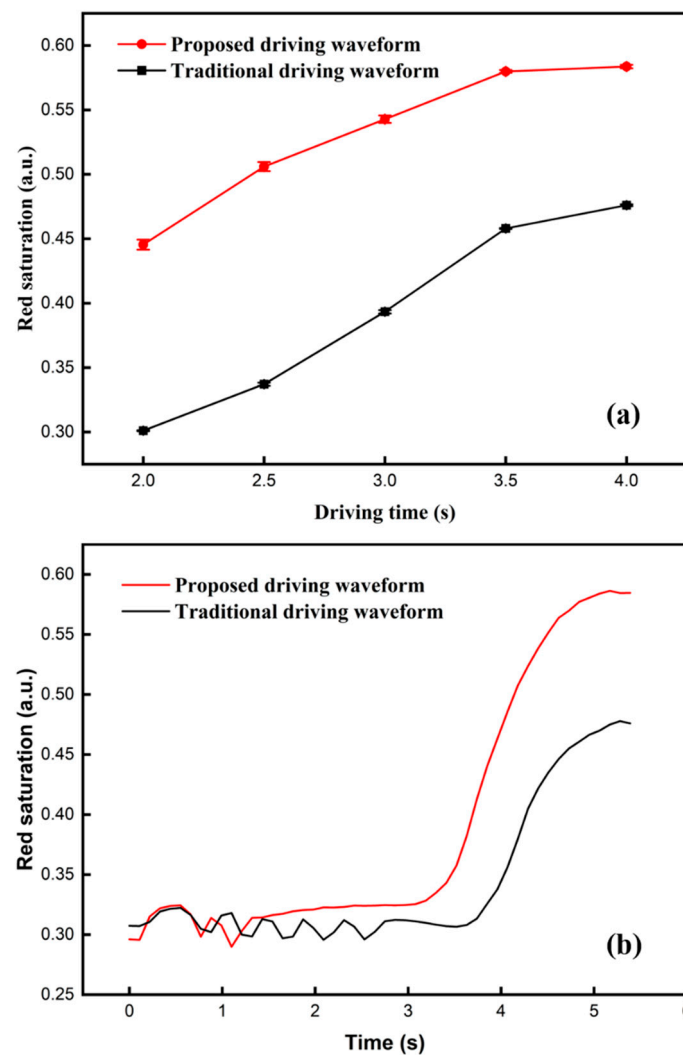 0.60
Proposed driving waveform
Traditional driving waveform
0.55
0.50
0.45
0.40
0.35
0.30
Red saturation (a.u.)
(a)
2.0 2.5 3.0 3.5 4.0
Driving time (s)
0.60
Proposed driving waveform
Traditional driving waveform
0.55
0.50
0.45
0.40
0.35
0.30
0.25
Red saturation (a.u.)
(b)
0 1 2 3 4 5
Time (s)